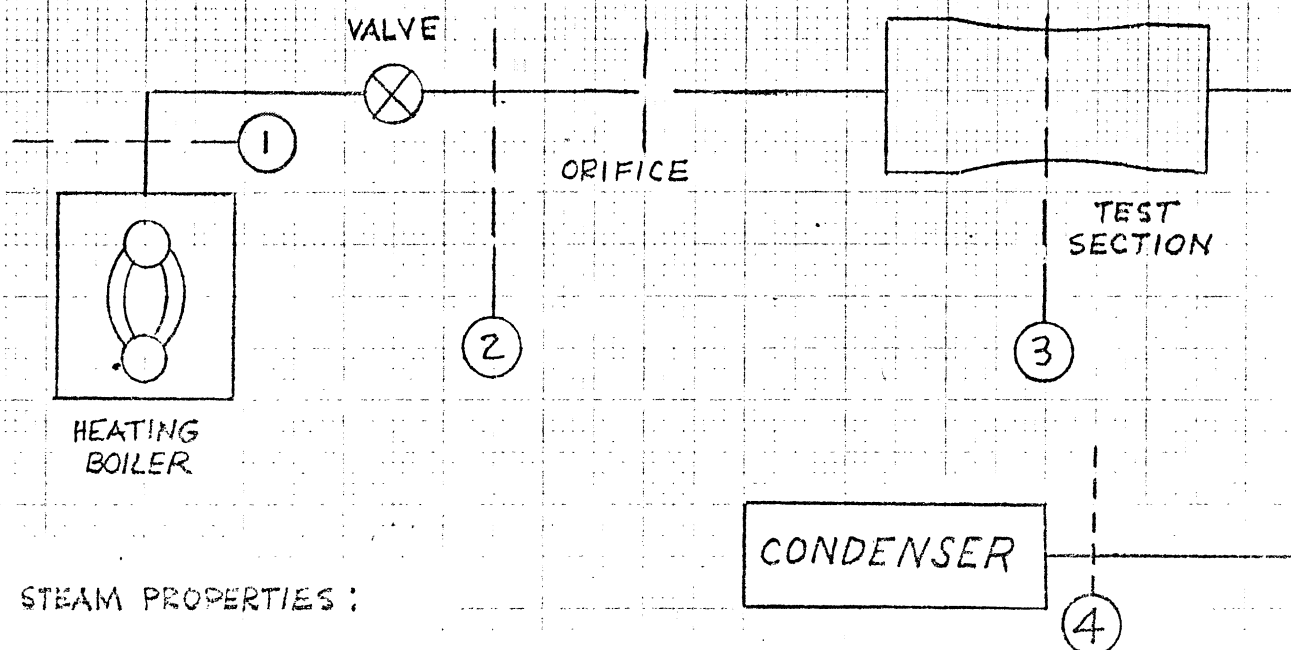 VALVE
1
ORIFICE
TEST
SECTION
2
3
HEATING
BOILER
CONDENSER
STEAM PROPERTIES:
4